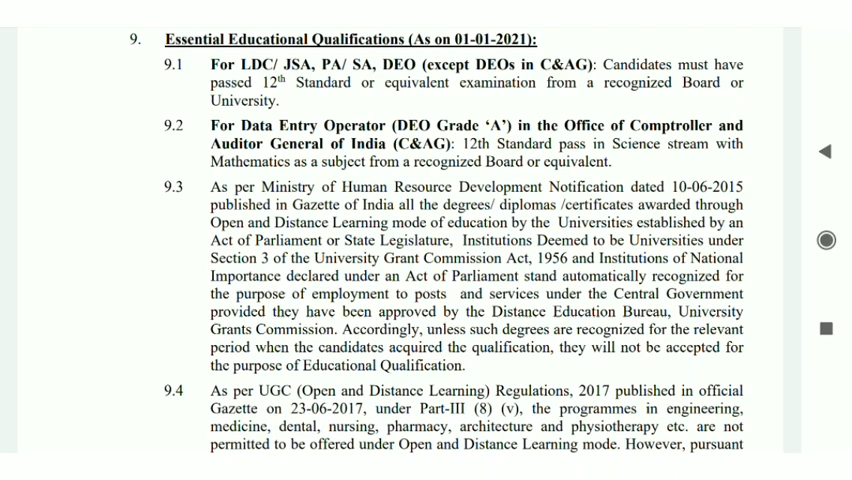 9. Essential Educational Qualifications (As on 01-01-2021):
9.1 For LDC/ JSA, PA/ SA, DEO (except DEOs in C&AG): Candidates must have
passed 12th Standard or equivalent examination from a recognized Board or
University.
9.2 For Data Entry Operator (DEO Grade ‘A’) in the Office of Comptroller and
Auditor General of India (C&AG): 12th Standard pass in Science stream with
Mathematics as a subject from a recognized Board or equivalent.
9.3 As per Ministry of Human Resource Development Notification dated 10-06-2015
published in Gazette of India all the degrees/ diplomas /certificates awarded through
Open and Distance Learning mode of education by the Universities established by an
Act of Parliament or State Legislature, Institutions Deemed to be Universities under
Section 3 of the University Grant Commission Act, 1956 and Institutions of National
Importance declared under an Act of Parliament stand automatically recognized for
the purpose of employment to posts and services under the Central Government
provided they have been approved by the Distance Education Bureau, University
Grants Commission. Accordingly, unless such degrees are recognized for the relevant
period when the candidates acquired the qualification, they will not be accepted for
the purpose of Educational Qualification.
9.4 As per UGC (Open and Distance Learning) Regulations, 2017 published in official
Gazette on 23-06-2017, under Part-III (8) (v), the programmes in engineering,
medicine, dental, nursing, pharmacy, architecture and physiotherapy etc. are not
permitted to be offered under Open and Distance Learning mode. However, pursuant